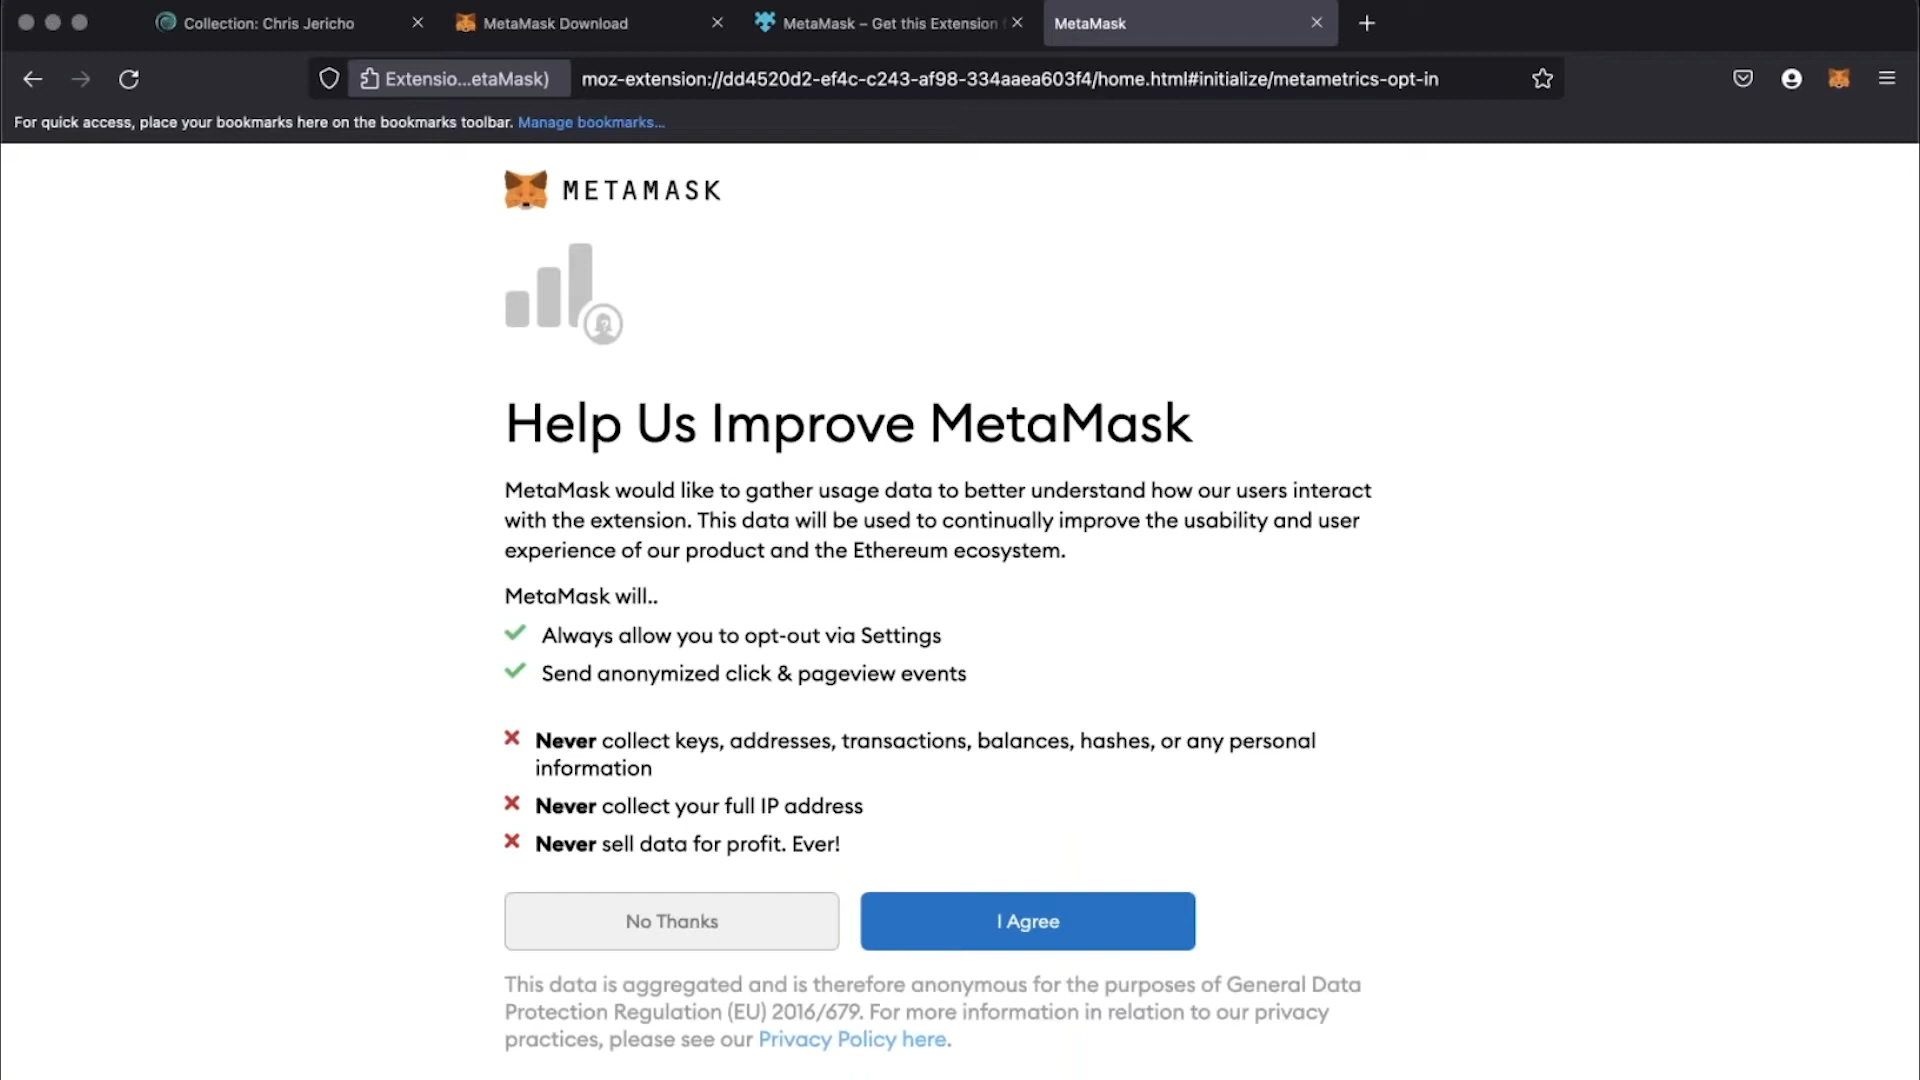 Collection: Chris Jericho
MetaMask Download
MetaMask – Get this Extension
MetaMask
Extensio...etaMask)
moz-extension://dd4520d2-ef4c-c243-af98-334aaea603f4/home.html#initialize/metametrics-opt-in
For quick access, place your bookmarks here on the bookmarks toolbar. Manage bookmarks...
METAMASK
Help Us Improve MetaMask
MetaMask would like to gather usage data to better understand how our users interact
with the extension. This data will be used to continually improve the usability and user
experience of our product and the Ethereum ecosystem.
MetaMask will..
Always allow you to opt-out via Settings
Send anonymized click & pageview events
Never collect keys, addresses, transactions, balances, hashes, or any personal
information
Never collect your full IP address
Never sell data for profit. Ever!
No Thanks
I Agree
This data is aggregated and is therefore anonymous for the purposes of General Data
Protection Regulation (EU) 2016/679. For more information in relation to our privacy
practices, please see our Privacy Policy here.